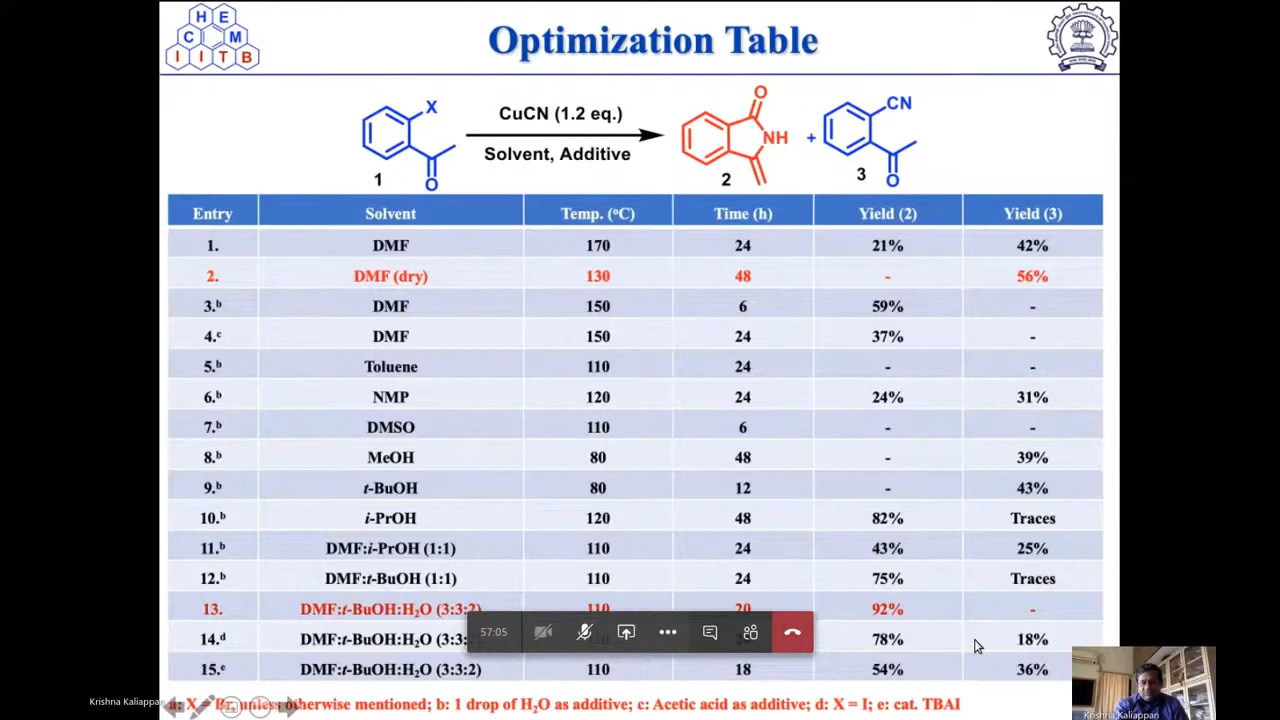 H E
C M
I I T B
Optimization Table
X
O
1
CuCN (1.2 eq.)
Solvent, Additive
O
NH
2
+
CN
O
3
Entry Solvent Temp. (ºC) Time (h) Yield (2) Yield (3)
1. DMF 170 24 21% 42%
2. DMF (dry) 130 48 - 56%
3.ᵇ DMF 150 6 59% -
4.ᶜ DMF 150 24 37% -
5.ᵇ Toluene 110 24 - -
6.ᵇ NMP 120 24 24% 31%
7.ᵇ DMSO 110 6 - -
8.ᵇ MeOH 80 48 - 39%
9.ᵇ t-BuOH 80 12 - 43%
10.ᵇ i-PrOH 120 48 82% Traces
11.ᵇ DMF:i-PrOH (1:1) 110 24 43% 25%
12.ᵇ DMF:t-BuOH (1:1) 110 24 75% Traces
13. DMF:t-BuOH:H₂O (3:3:2) 110 20 92% -
57:05
14.ᵈ DMF:t-BuOH:H₂O (3:3: 78% 18%
15.ᵉ DMF:t-BuOH:H₂O (3:3:2) 110 18 54% 36%
a: X = Br, unless otherwise mentioned; b: 1 drop of H₂O as additive; c: Acetic acid as additive; d: X = I; e: cat. TBAI
Krishna Kaliappan
Krishna Kaliappan